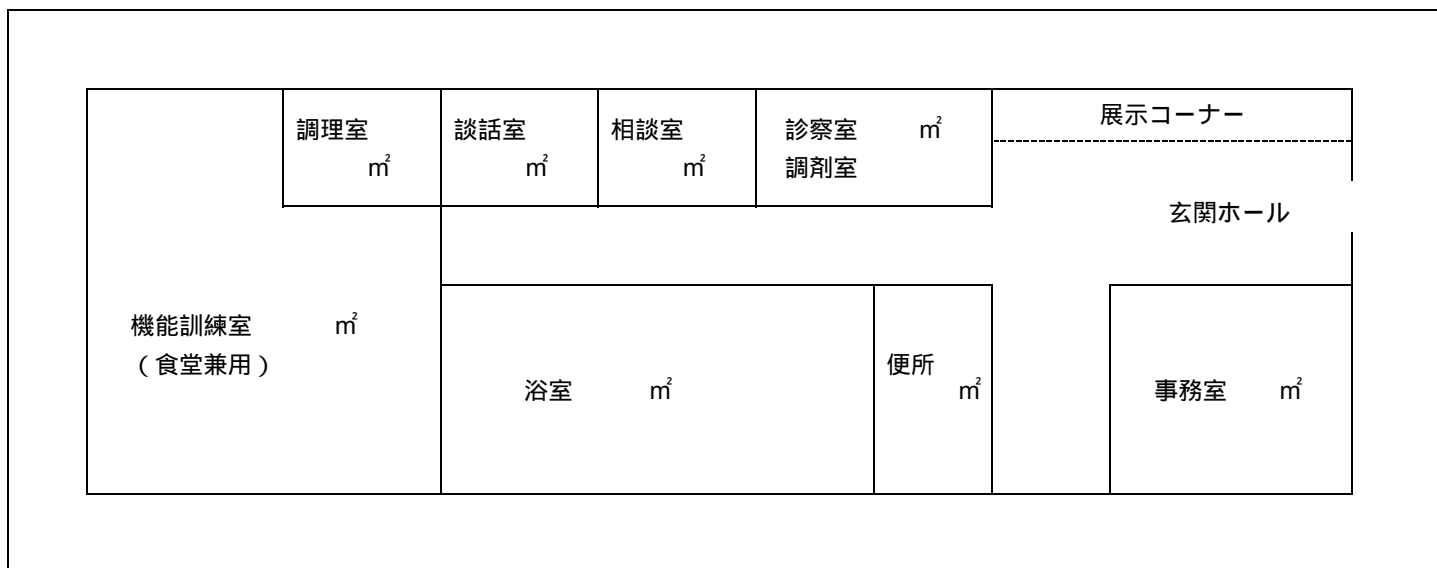 調理室
㎡
談話室
㎡
相談室
㎡
診察室 ㎡
調剤室
展示コーナー
玄関ホール
機能訓練室 ㎡
（食堂兼用）
浴室 ㎡
便所
㎡
事務室 ㎡